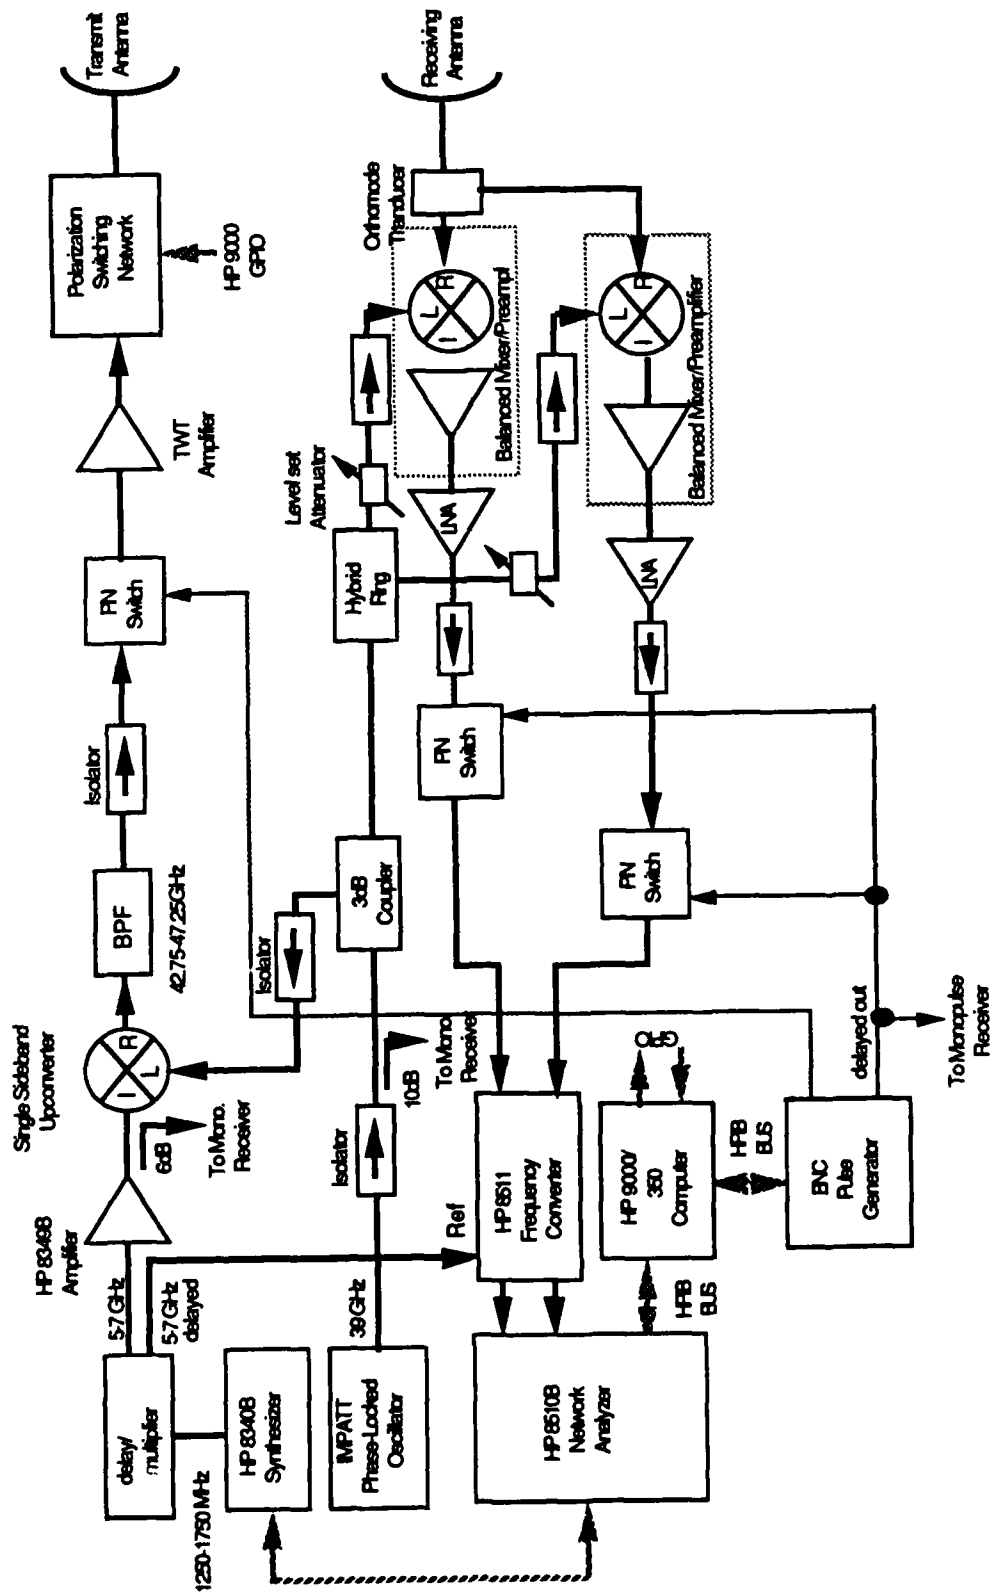 Transmit
Antenna
Polarization
Switching
Network
HP 9000
GPIO
TWT
Amplifier
PIN
Switch
Isolator
BPF
42.75-47.25GHz
Single Sideband
Upconverter
I
R
L
6dB
To Mono.
Receiver
HP 8349B
Amplifier
5-7 GHz
5-7 GHz
delayed
delay/
multiplier
1250-1750 MHz
HP 8340B
Synthesizer
Receiving
Antenna
Orthomode
Tranducer
L
R
I
Balanced Mixer/Preampl
Level set
Attenuator
LNA
Hybrid
Ring
PIN
Switch
3dB
Coupler
Isolator
10dB
To Mono.
Receiver
Isolator
39 GHz
IMPATT
Phase-Locked
Oscillator
L
R
I
Balanced Mixer/Preamplifier
LNA
PIN
Switch
Ref
HP 8511
Frequency
Converter
HP 8510B
Network
Analyzer
GPIO
HP 9000/
350
Computer
HPIB
BUS
HPIB
BUS
BNC
Pulse
Generator
delayed out
To Monopulse
Receiver